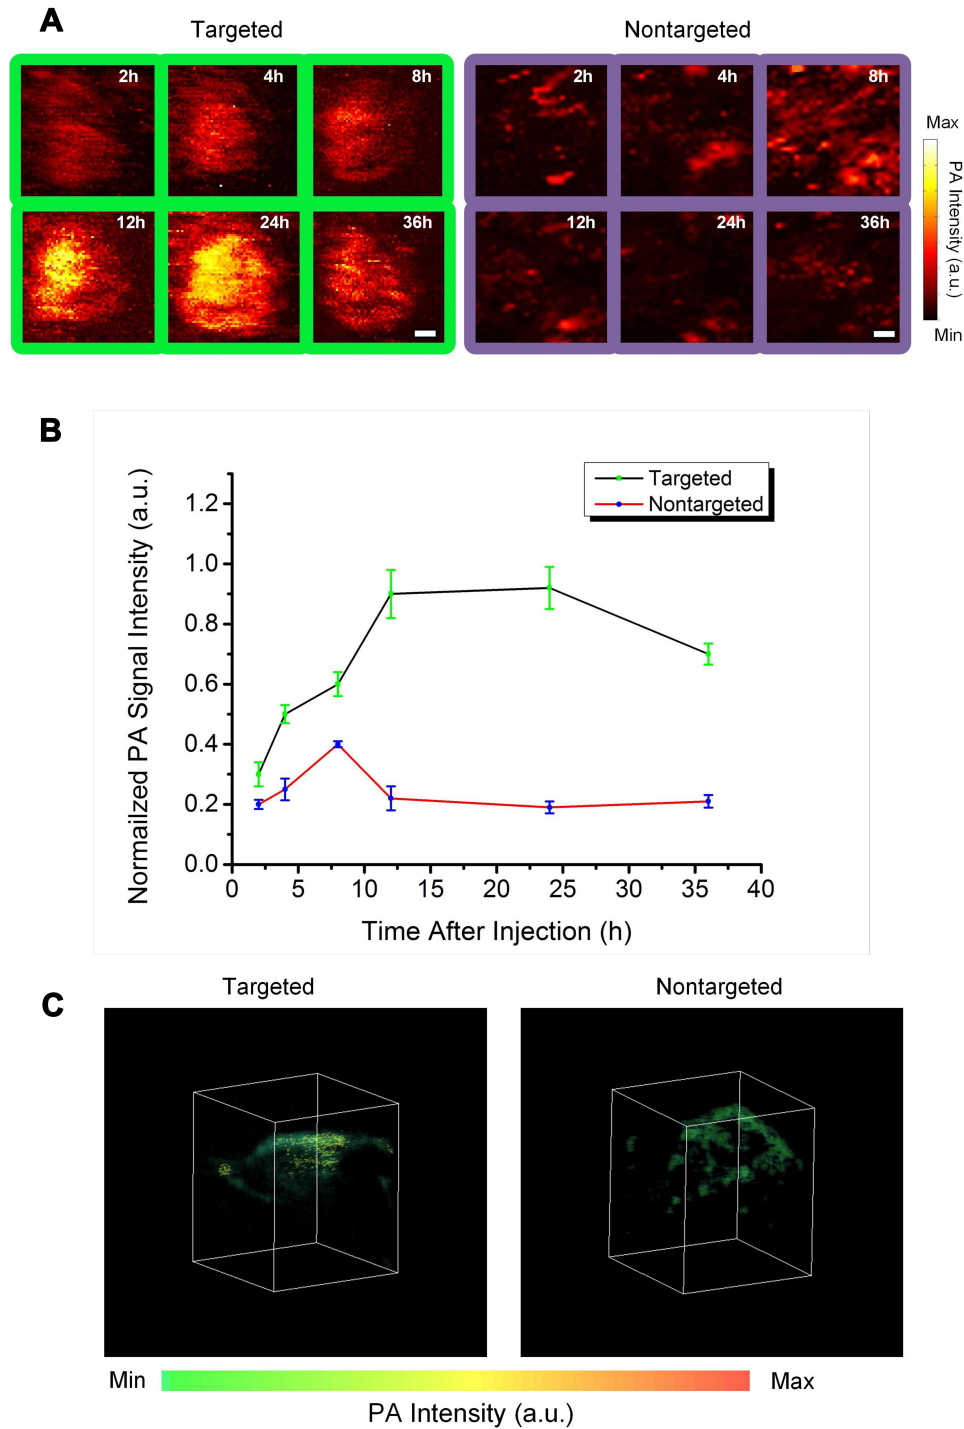 A
Targeted
Nontargeted
2h
4h
8h
2h
4h
8h
Max
PA Intensity (a.u.)
12h
24h
36h
12h
24h
36h
Min
B
Normailzed PA Signal Intensity (a.u.)
Targeted
Nontargeted
1.2
1.0
0.8
0.6
0.4
0.2
0.0
0 5 10 15 20 25 30 35 40
Time After Injection (h)
C
Targeted
Nontargeted
Min
Max
PA Intensity (a.u.)